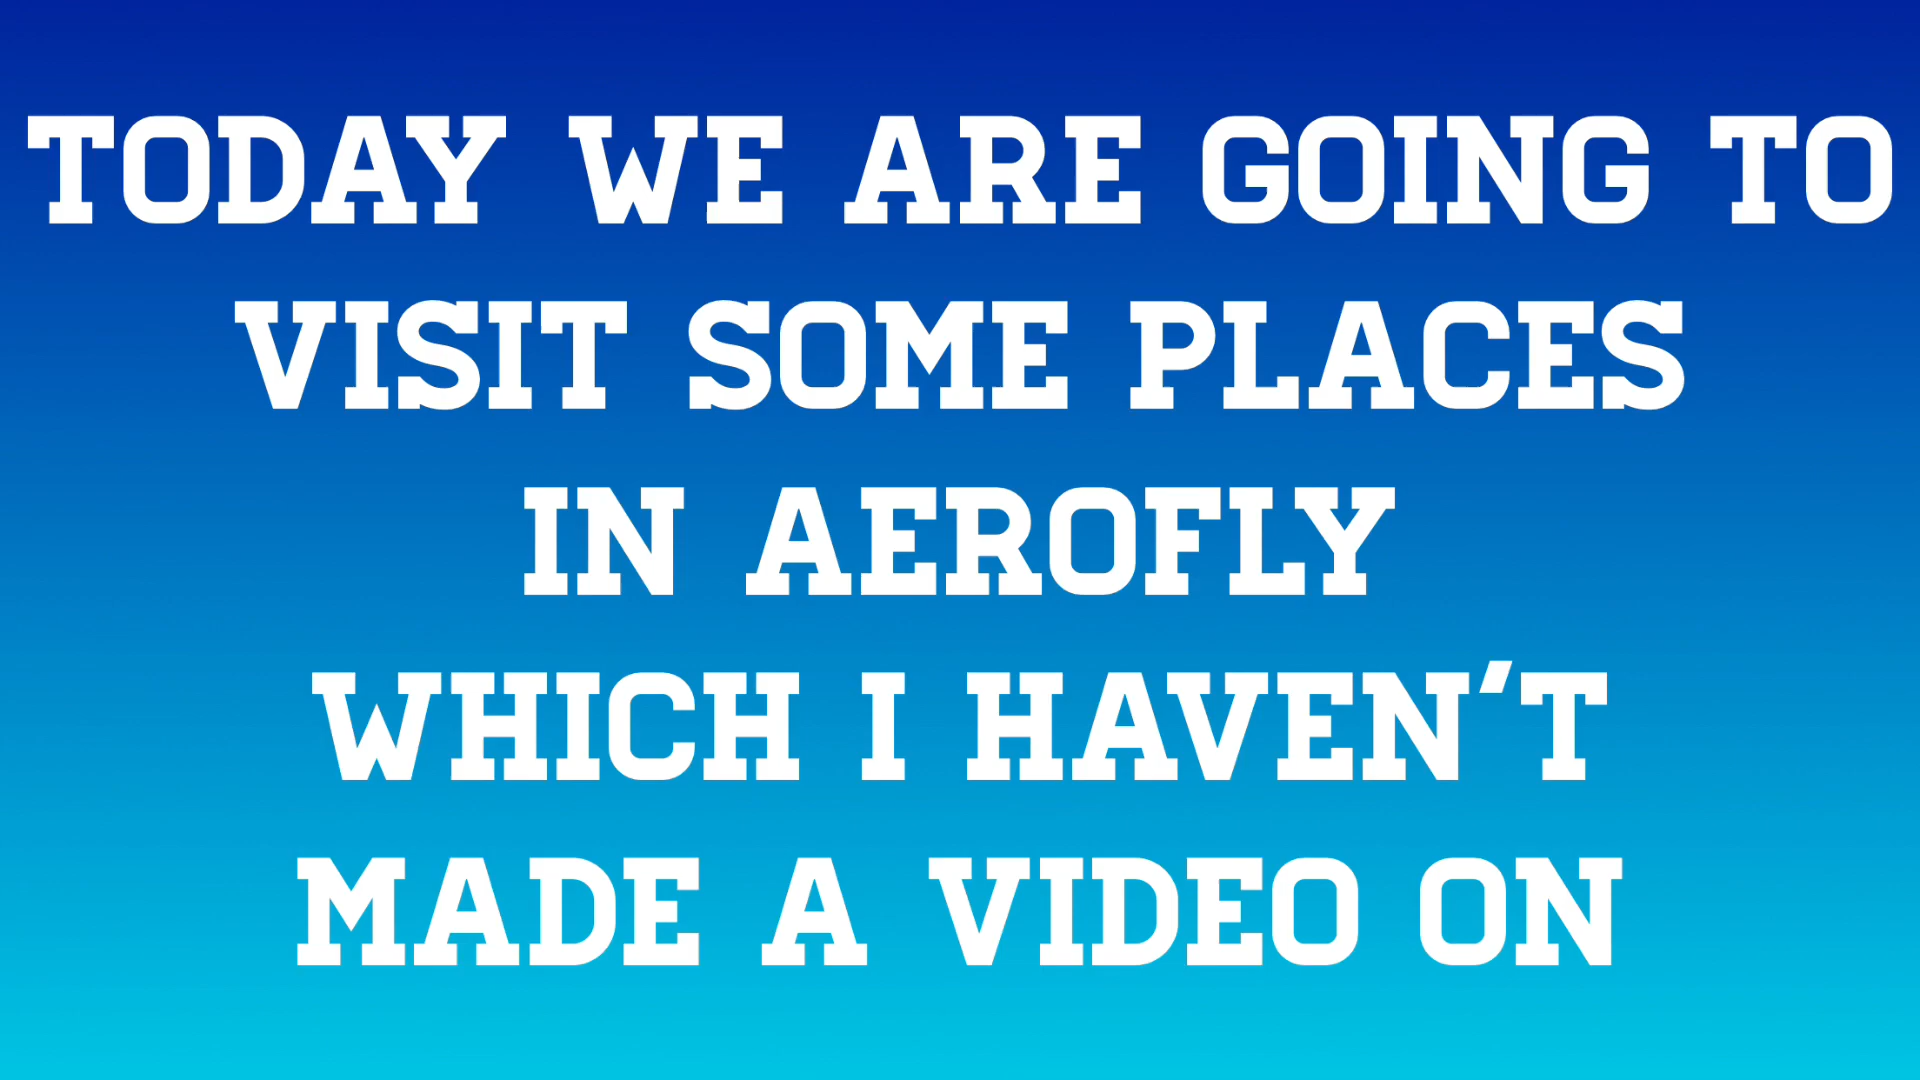 TODAY WE ARE GOING TO
VISIT SOME PLACES
IN AEROFLY
WHICH I HAVEN'T
MADE A VIDEO ON